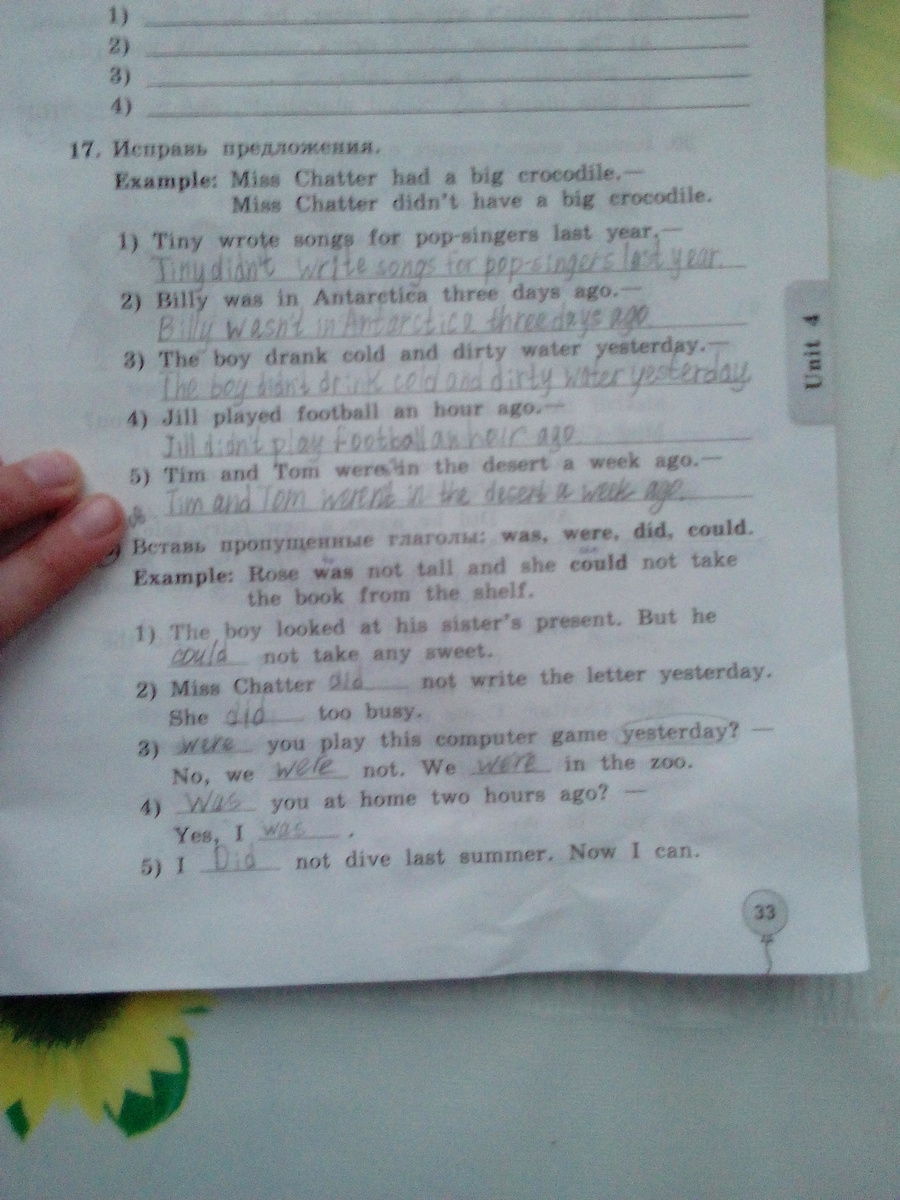 1)
2)
3)
4)
17. Исправь предложения.
Example: Miss Chatter had a big crocodile.—
Miss Chatter didn't have a big crocodile.
1) Tiny wrote songs for pop-singers last year.—
Tiny didn't write songs for pop-singers last year.
2) Billy was in Antarctica three days ago.—
Billy wasn't in Antarctica three days ago.
3) The boy drank cold and dirty water yesterday.—
The boy didn't drink cold and dirty water yesterday.
4) Jill played football an hour ago.—
Jill didn't play football an hoir ago.
5) Tim and Tom were in the desert a week ago.—
Tim and Tom weren't in the desert a week ago.
Unit 4
Вставь пропущенные глаголы: was, were, did, could.
Example: Rose was not tall and she could not take
the book from the shelf.
1) The boy looked at his sister's present. But he
could not take any sweet.
2) Miss Chatter did not write the letter yesterday.
She did too busy.
3) were you play this computer game yesterday? —
No, we were not. We were in the zoo.
4) Was you at home two hours ago? —
Yes, I was .
5) I Did not dive last summer. Now I can.
33